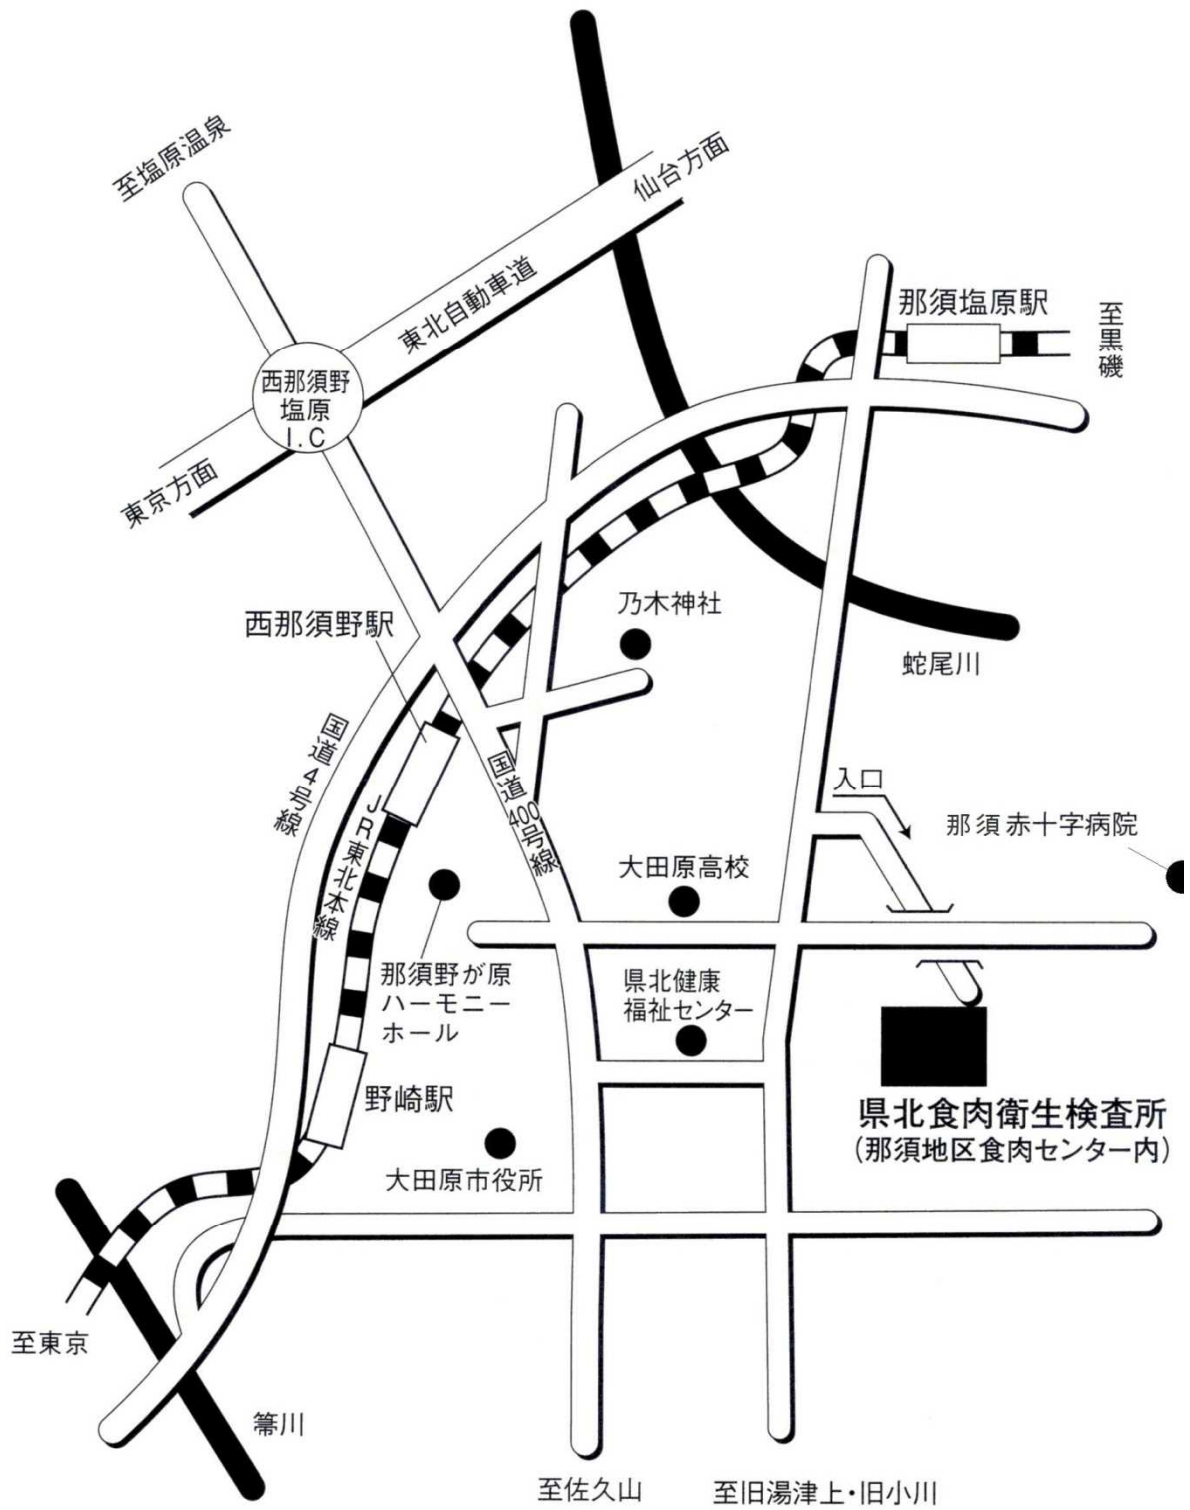 至塩原温泉
仙台方面
東北自動車道
那須塩原駅
至黒磯
西那須野
塩原
I.C
東京方面
乃木神社
西那須野駅
蛇尾川
国道4号線
国道400号線
JR東北本線
入口
那須赤十字病院
大田原高校
那須野が原
ハーモニー
ホール
県北健康
福祉センター
野崎駅
県北食肉衛生検査所
(那須地区食肉センター内)
大田原市役所
至東京
箒川
至佐久山
至旧湯津上・旧小川